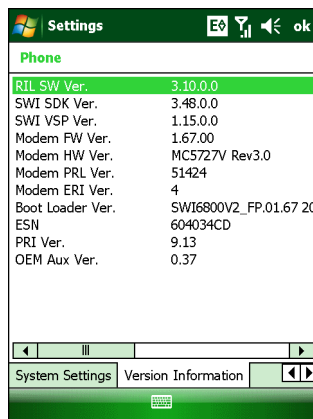 Settings
E
ok
Phone
RIL SW Ver. 3.10.0.0
SWI SDK Ver. 3.48.0.0
SWI VSP Ver. 1.15.0.0
Modem FW Ver. 1.67.00
Modem HW Ver. MC5727V Rev3.0
Modem PRL Ver. 51424
Modem ERI Ver. 4
Boot Loader Ver. SWI6800V2_FP.01.67 20
ESN 604034CD
PRI Ver. 9.13
OEM Aux Ver. 0.37
System Settings Version Information